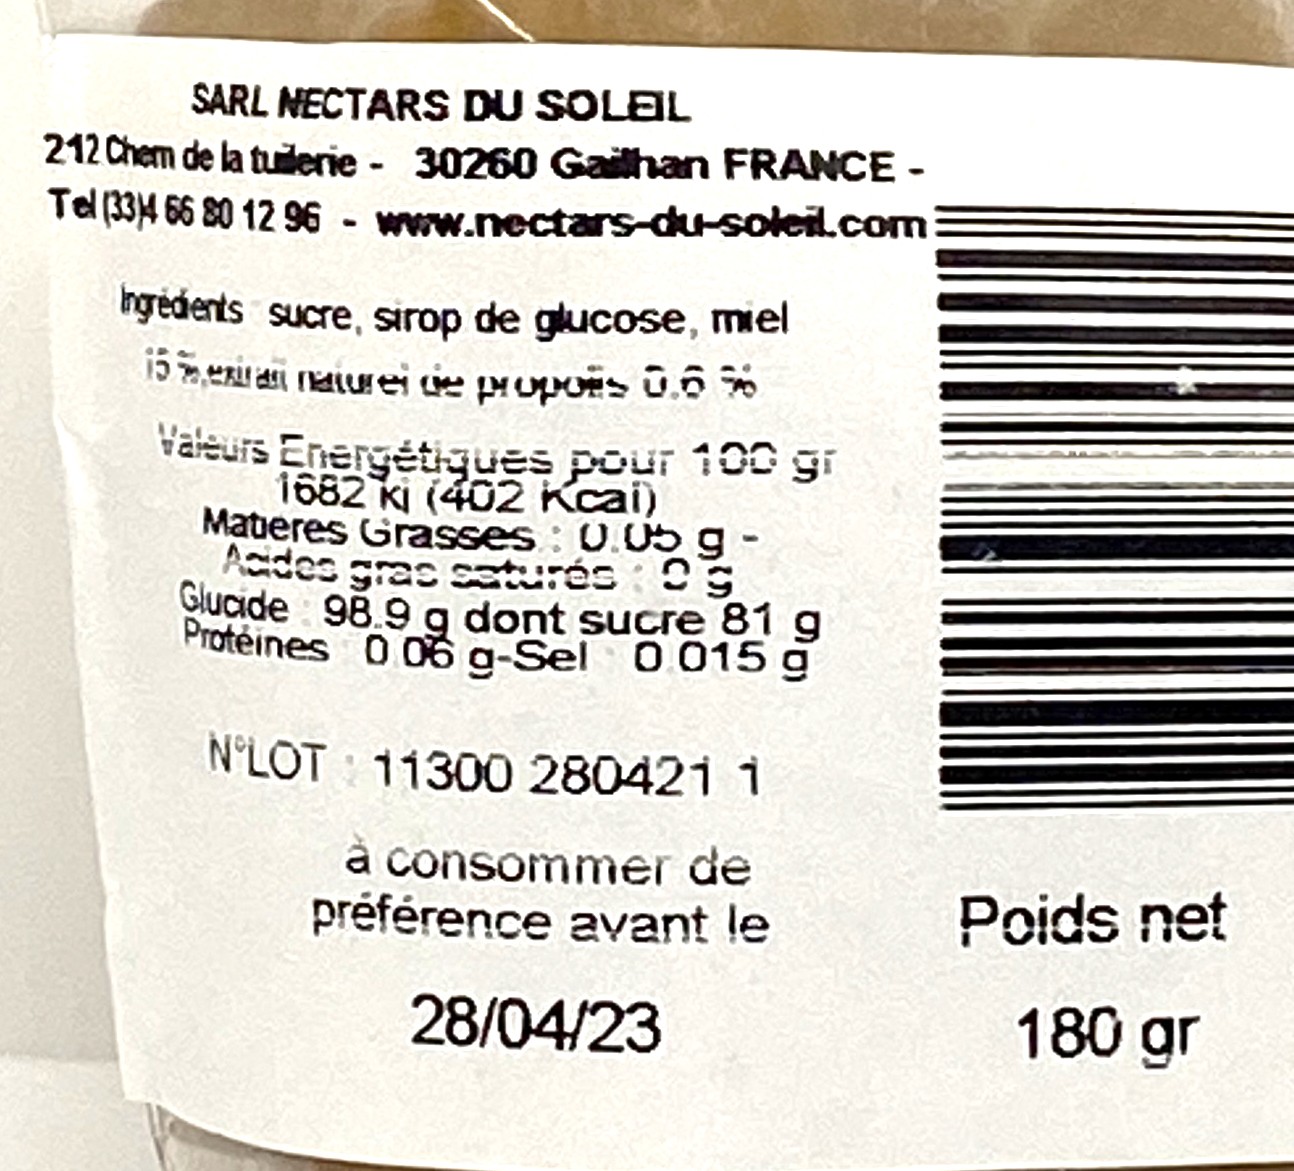 SARL NECTARS DU SOLEIL
212 Chem de la tuilerie - 30260 Gailhan FRANCE -
Tel (33)4 66 80 12 96 - www.nectars-du-soleil.com
Ingrédients sucre, sirop de glucose, miel
15 %,extrait naturel de propolis 0.6 %
Valeurs Energétiques pour 100 gr
1682 kj (402 Kcal)
Matières Grasses : 0.05 g -
Acides gras saturés : 0 g
Glucide : 98.9 g dont sucre 81 g
Protéines 0 06 g-Sel 0 015 g
N°LOT : 11300 280421 1
à consommer de
préférence avant le
28/04/23
Poids net
180 gr